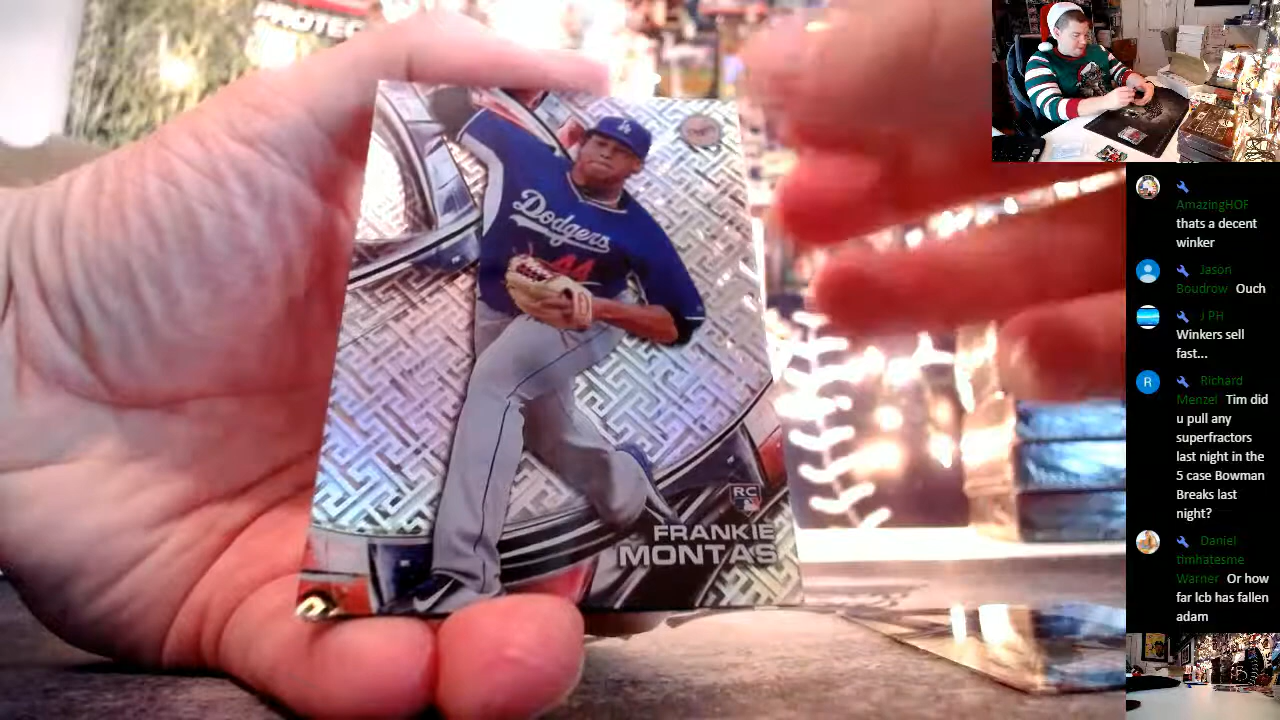 PROTEC
LA
Dodgers
44
RC
FRANKIE
MONTAS
AmazingHOF
thats a decent
winker
Jason
Boudrow Ouch
J PH
Winkers sell
fast...
R
Richard
Menzel Tim did
u pull any
superfractors
last night in the
5 case Bowman
Breaks last
night?
Daniel
timhatesme
Warner Or how
far lcb has fallen
adam